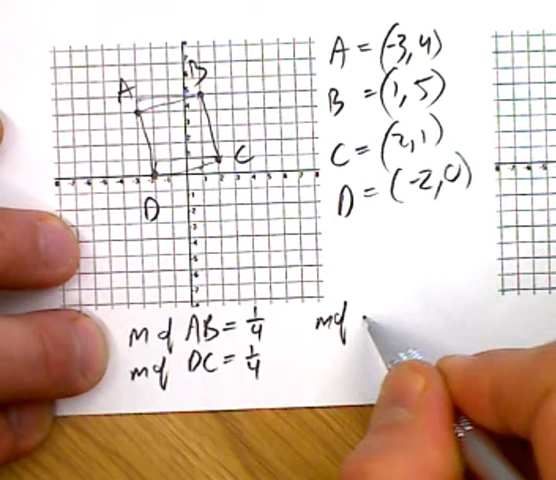 A
B
C
D
A = (-3, 4)
B = (1, 5)
C = (2, 1)
D = (-2, 0)
m of AB = 1/4
m of DC = 1/4
m of